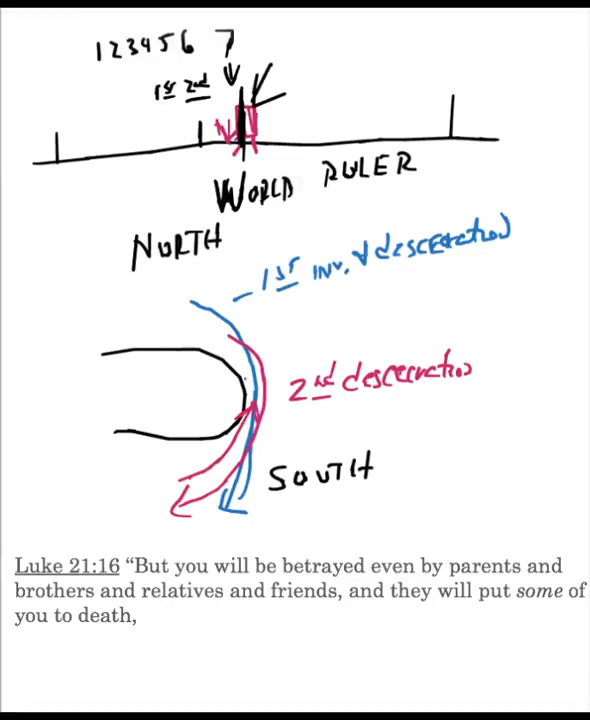 1 2 3 4 5 6 7
1st 2nd
WORLD RULER
NORTH
1ST INV. & desecration
2nd desecration
SOUTH
Luke 21:16 “But you will be betrayed even by parents and
brothers and relatives and friends, and they will put some of
you to death,